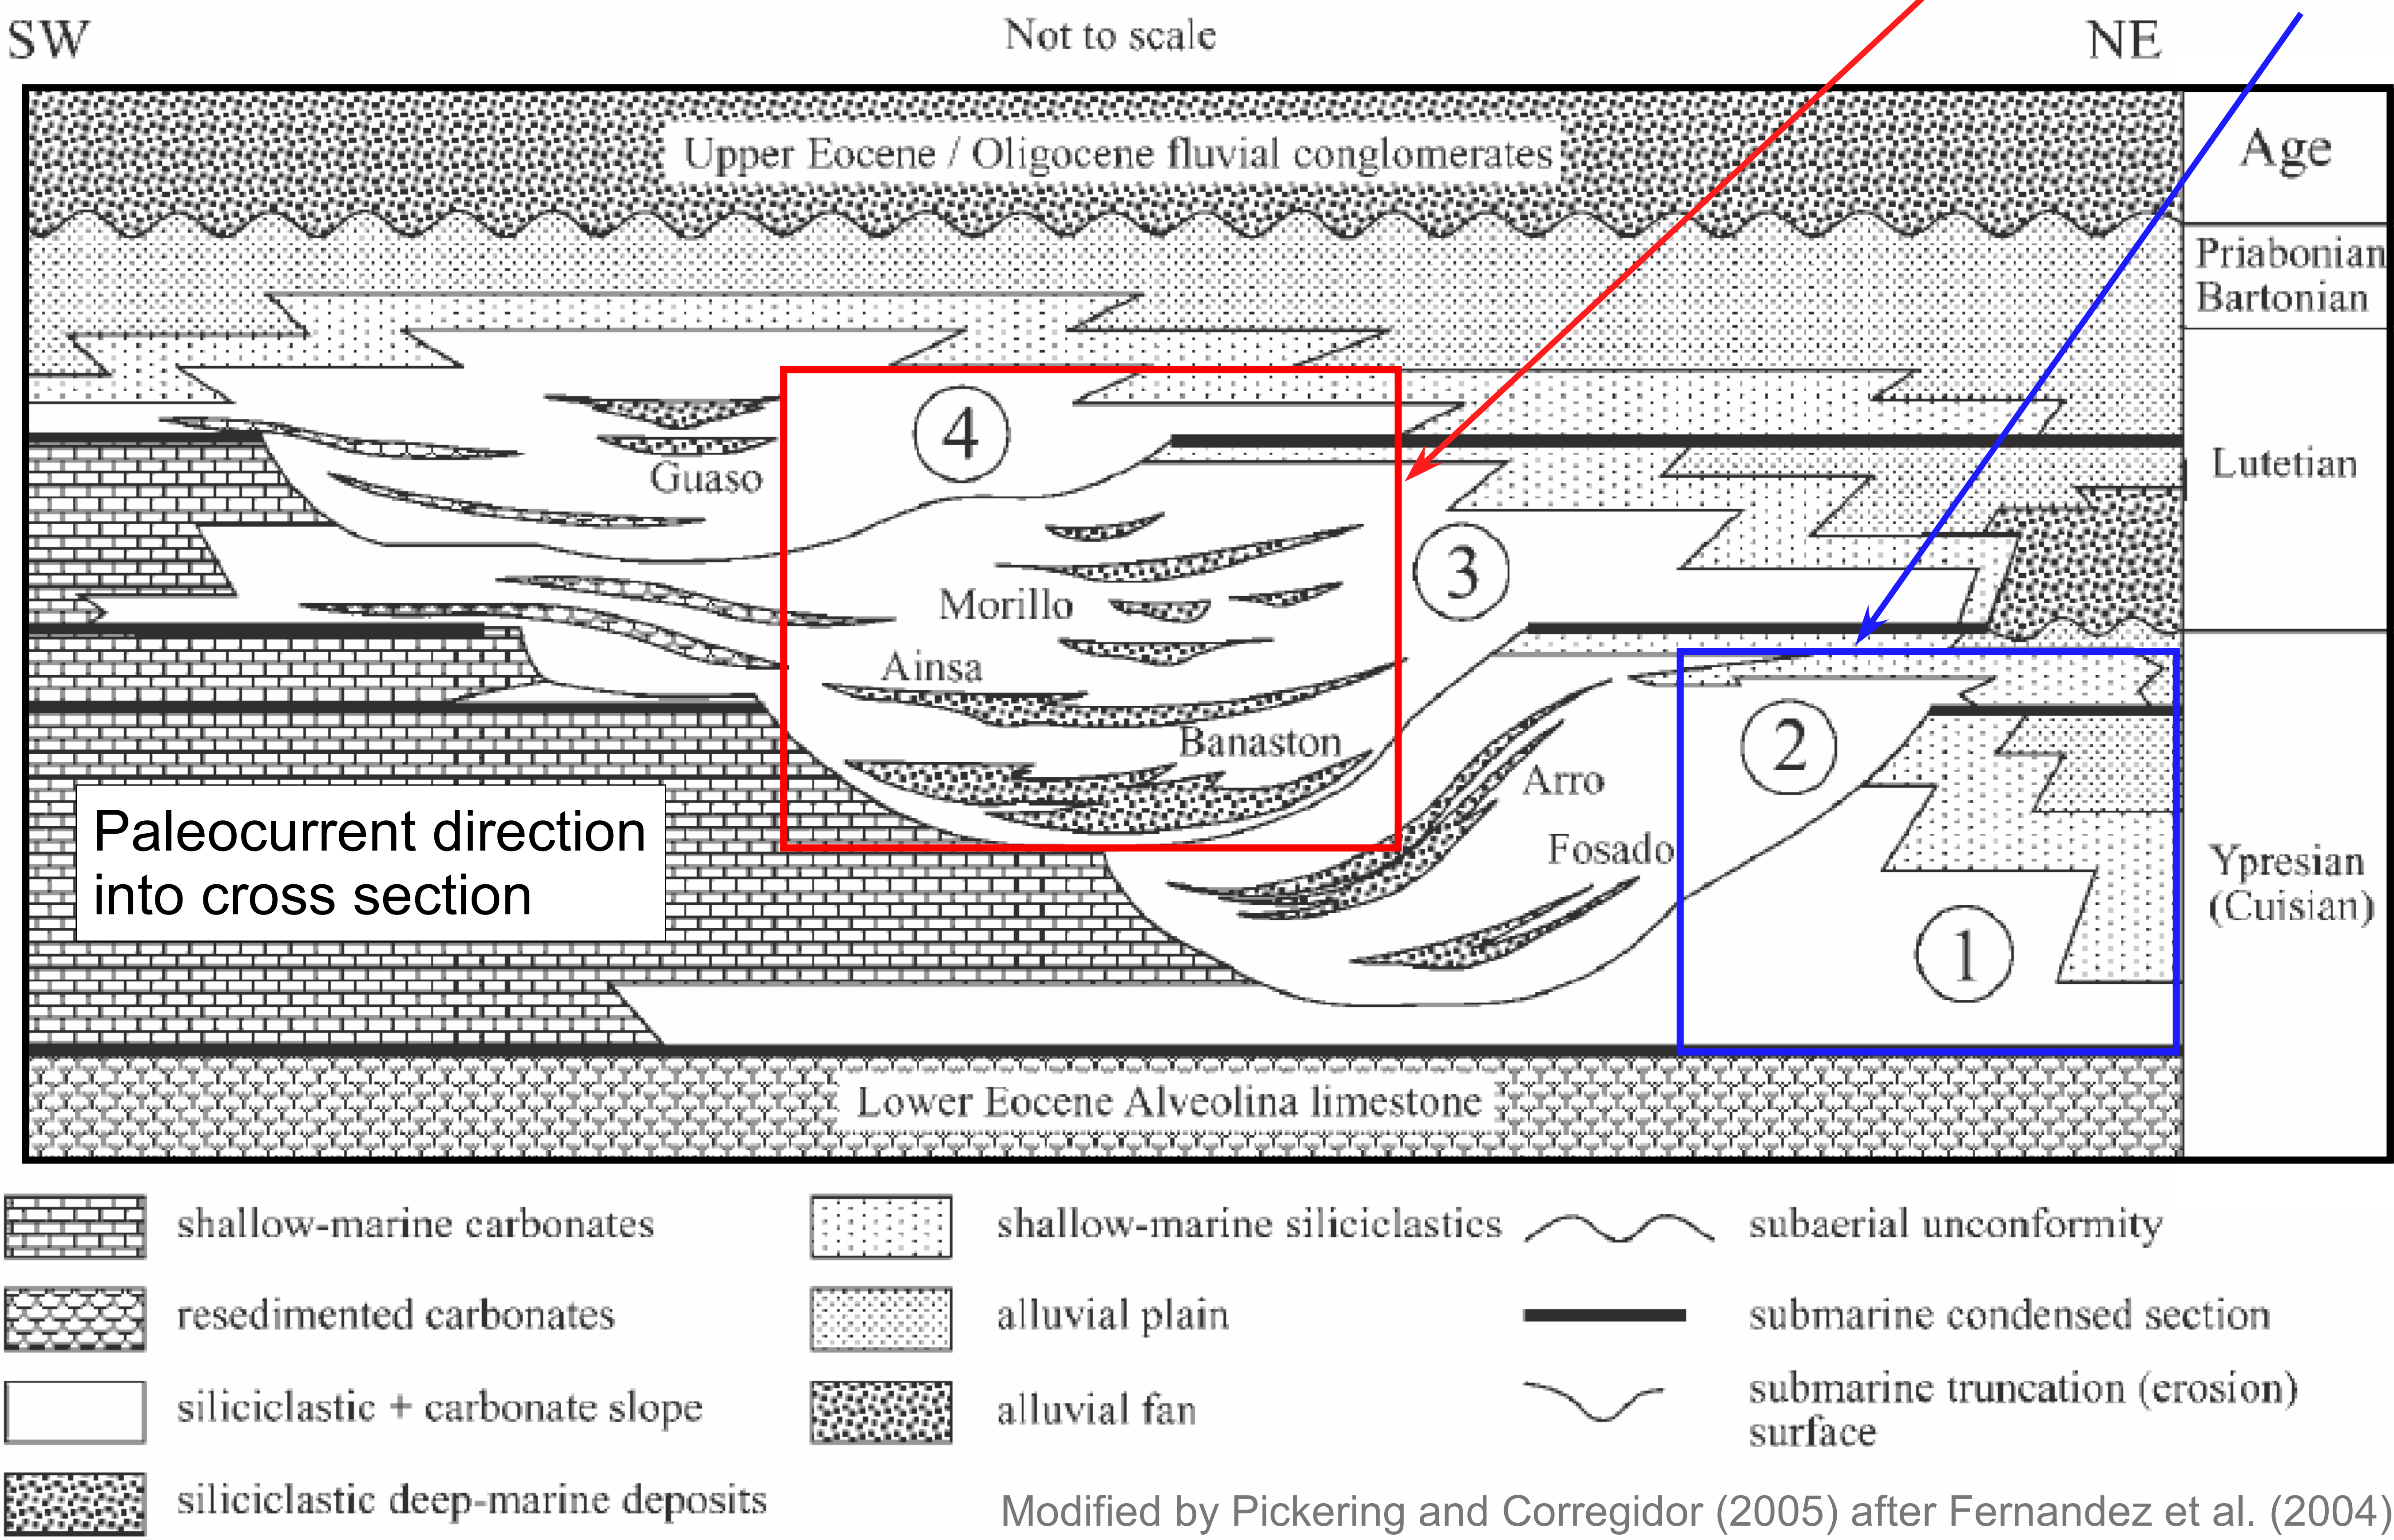 SW
Not to scale
NE
Upper Eocene / Oligocene fluvial conglomerates
Age
Priabonian
Bartonian
4
Guaso
Lutetian
3
Morillo
Ainsa
Banaston
2
Arro
Paleocurrent direction
into cross section
Fosado
Ypresian
(Cuisian)
1
Lower Eocene Alveolina limestone
shallow-marine carbonates
shallow-marine siliciclastics
subaerial unconformity
resedimented carbonates
alluvial plain
submarine condensed section
siliciclastic + carbonate slope
alluvial fan
submarine truncation (erosion)
surface
siliciclastic deep-marine deposits
Modified by Pickering and Corregidor (2005) after Fernandez et al. (2004)